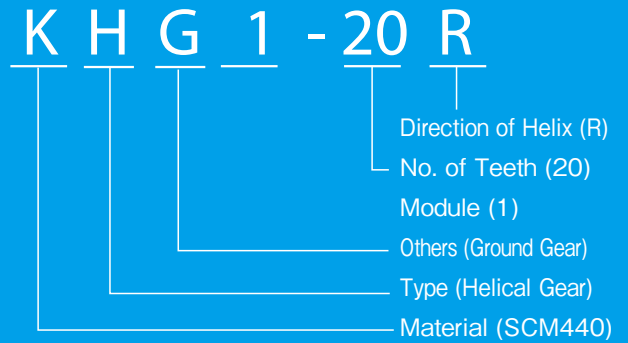 K H G 1 - 20 R
Direction of Helix (R)
No. of Teeth (20)
Module (1)
Others (Ground Gear)
Type (Helical Gear)
Material (SCM440)